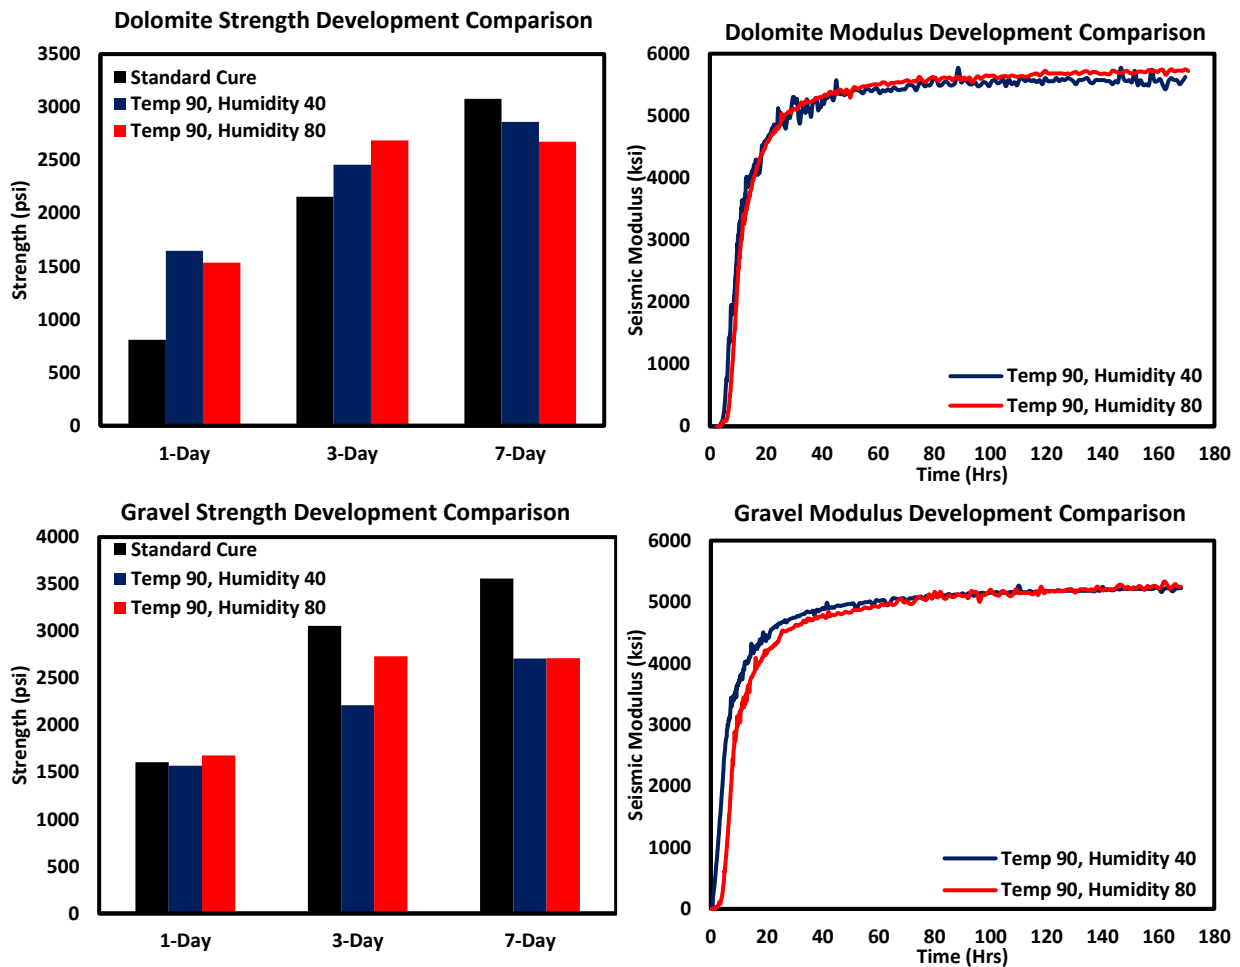 Dolomite Strength Development Comparison
3500
3000
2500
2000
1500
1000
500
0
Strength (psi)
Standard Cure
Temp 90, Humidity 40
Temp 90, Humidity 80
1-Day 3-Day 7-Day
Dolomite Modulus Development Comparison
6000
5000
4000
3000
2000
1000
0
Seismic Modulus (ksi)
Temp 90, Humidity 40
Temp 90, Humidity 80
0 20 40 60 80 100 120 140 160 180
Time (Hrs)
Gravel Strength Development Comparison
4000
3500
3000
2500
2000
1500
1000
500
0
Strength (psi)
Standard Cure
Temp 90, Humidity 40
Temp 90, Humidity 80
1-Day 3-Day 7-Day
Gravel Modulus Development Comparison
6000
5000
4000
3000
2000
1000
0
Seismic Modulus (ksi)
Temp 90, Humidity 40
Temp 90, Humidity 80
0 20 40 60 80 100 120 140 160 180
Time (Hrs)